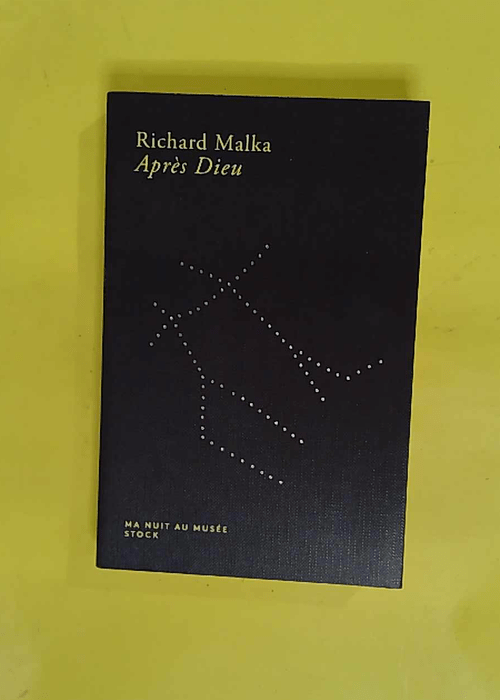 Richard Malka
Après Dieu
MA NUIT AU MUSÉE
STOCK